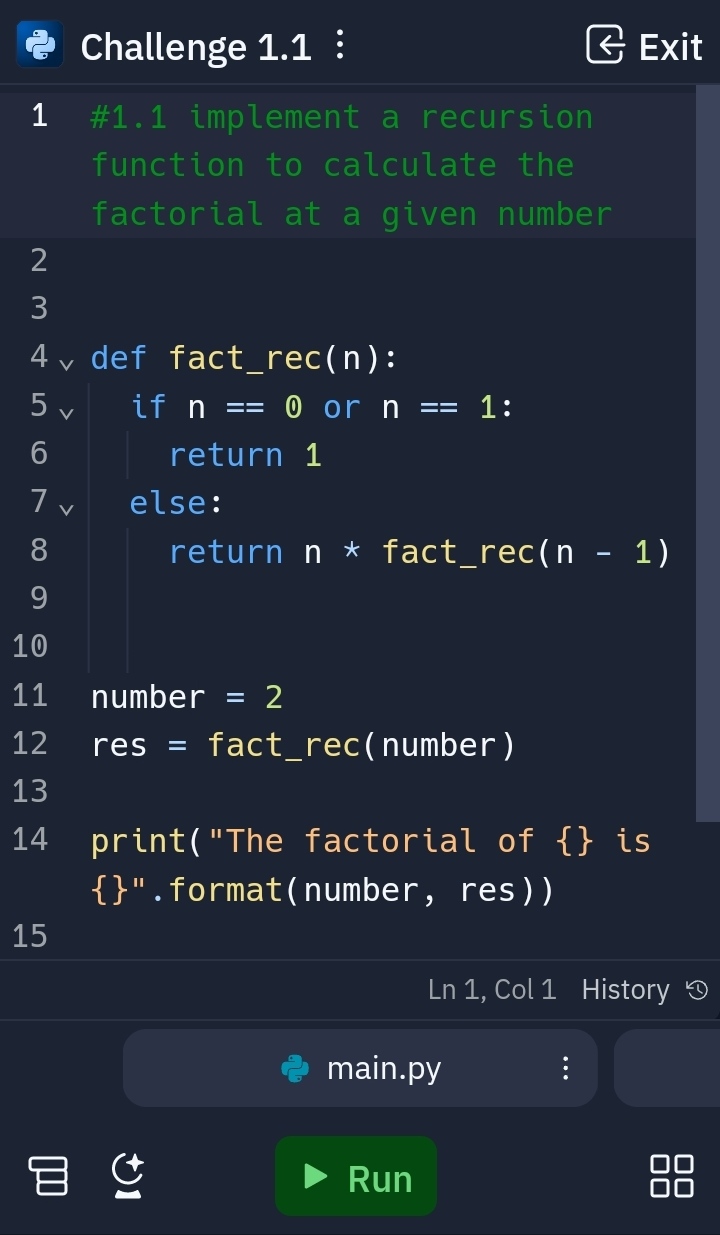 Challenge 1.1
Exit
1 #1.1 implement a recursion
function to calculate the
factorial at a given number
2
3
4 def fact_rec(n):
5 if n == 0 or n == 1:
6 return 1
7 else:
8 return n * fact_rec(n - 1)
9
10
11 number = 2
12 res = fact_rec(number)
13
14 print("The factorial of {} is
{}".format(number, res))
15
Ln 1, Col 1 History
main.py
Run